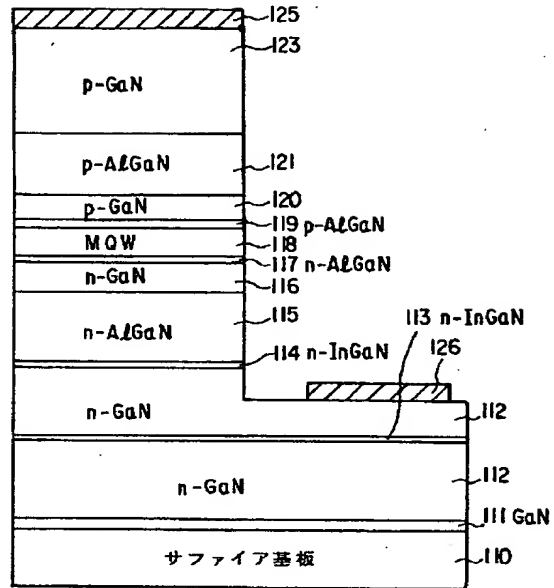 125
123
p-GaN
p-AlGaN
121
p-GaN
120
119 p-AlGaN
MQW
118
117 n-AlGaN
n-GaN
116
115
n-AlGaN
113 n-InGaN
114 n-InGaN
126
n-GaN
112
n-GaN
112
111 GaN
サファイア基板
110